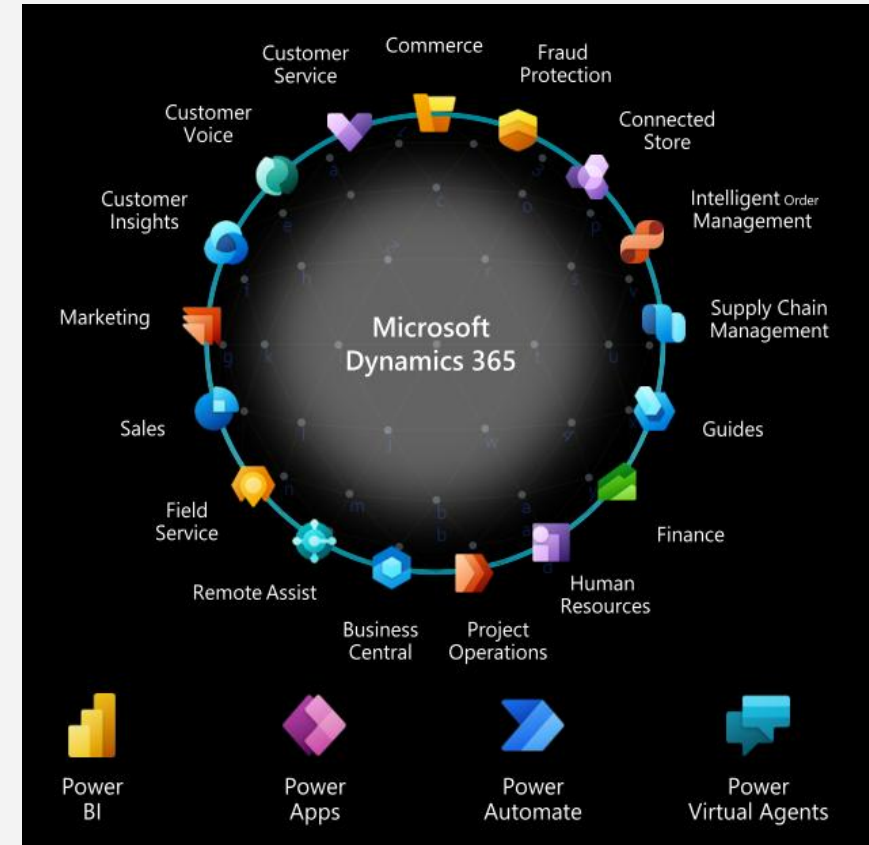 Commerce
Fraud
Protection
Connected
Store
Intelligent Order
Management
Supply Chain
Management
Guides
Finance
Human
Resources
Project
Operations
Business
Central
Remote Assist
Field
Service
Sales
Marketing
Customer
Insights
Customer
Voice
Customer
Service
Microsoft
Dynamics 365
Power
BI
Power
Apps
Power
Automate
Power
Virtual Agents